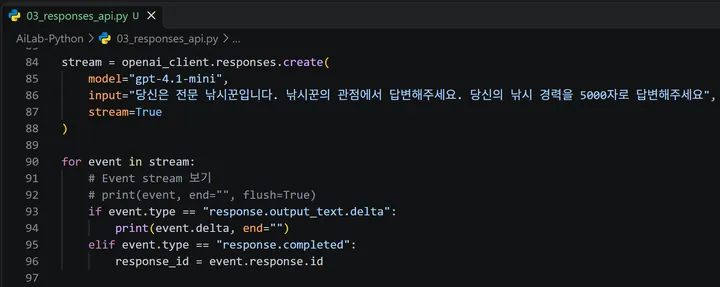 03_responses_api.py U
AiLab-Python > 03_responses_api.py > ...
84 stream = openai_client.responses.create(
85     model="gpt-4.1-mini",
86     input="당신은 전문 낚시꾼입니다. 낚시꾼의 관점에서 답변해주세요. 당신의 낚시 경력을 5000자로 답변해주세요",
87     stream=True
88 )
89
90 for event in stream:
91     # Event stream 보기
92     # print(event, end="", flush=True)
93     if event.type == "response.output_text.delta":
94         print(event.delta, end="")
95     elif event.type == "response.completed":
96         response_id = event.response.id
97